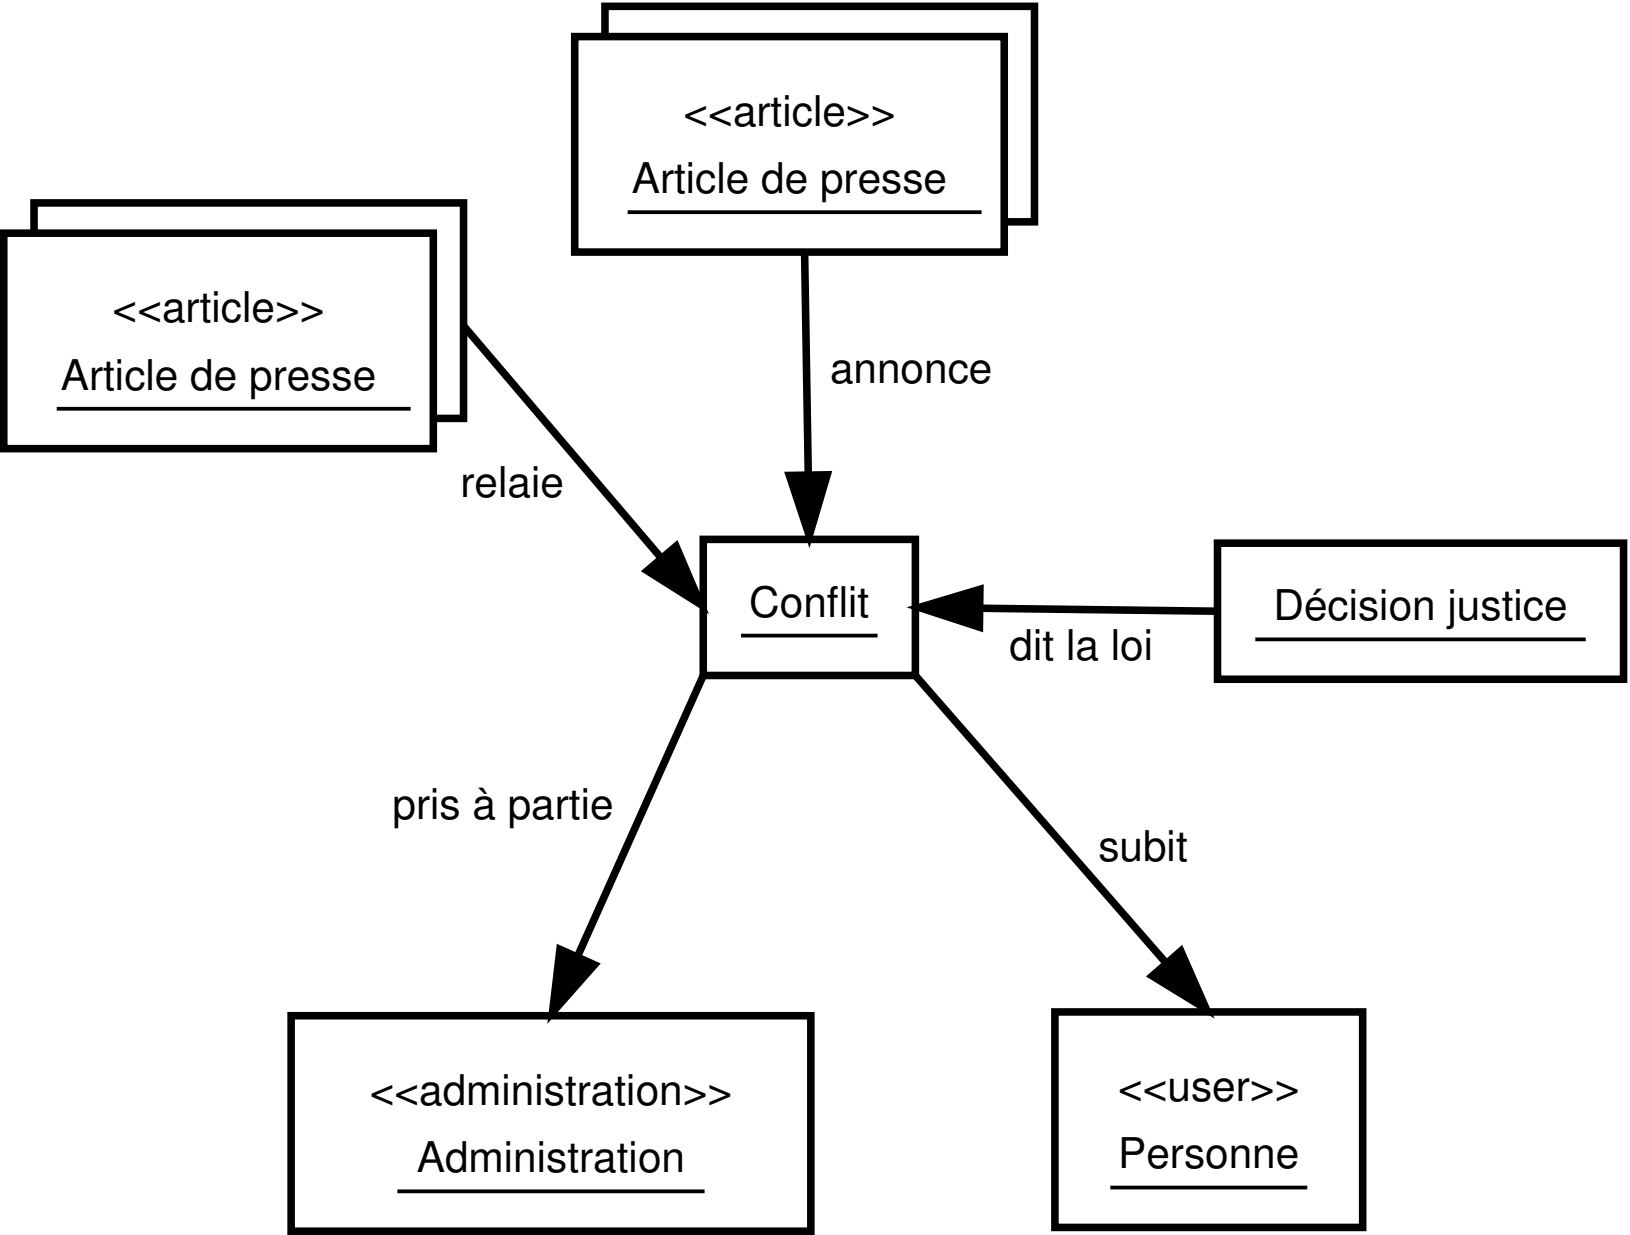 <<article>>
Article de presse
<<article>>
Article de presse
annonce
relaie
Conflit
Décision justice
dit la loi
pris à partie
subit
<<administration>>
Administration
<<user>>
Personne